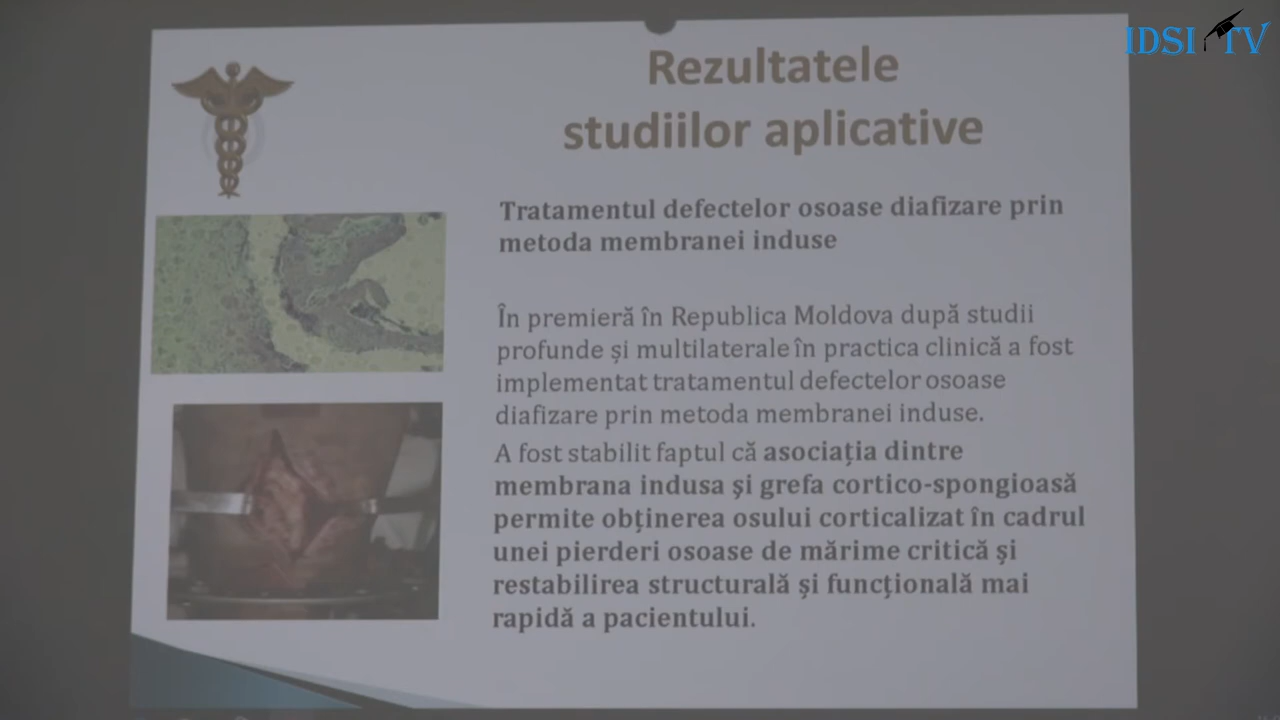 IDSI TV
Rezultatele
studiilor aplicative
Tratamentul defectelor osoase diafizare prin
metoda membranei induse
În premieră în Republica Moldova după studii
profunde și multilaterale în practica clinică a fost
implementat tratamentul defectelor osoase
diafizare prin metoda membranei induse.
A fost stabilit faptul că asociația dintre
membrana indusa şi grefa cortico-spongioasă
permite obținerea osului corticalizat în cadrul
unei pierderi osoase de mărime critică şi
restabilirea structurală şi funcțională mai
rapidă a pacientului.